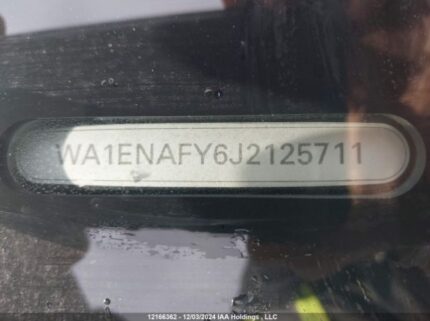 WA1ENAFY6J2125711
12166362 - 12/03/2024 IAA Holdings , LLC